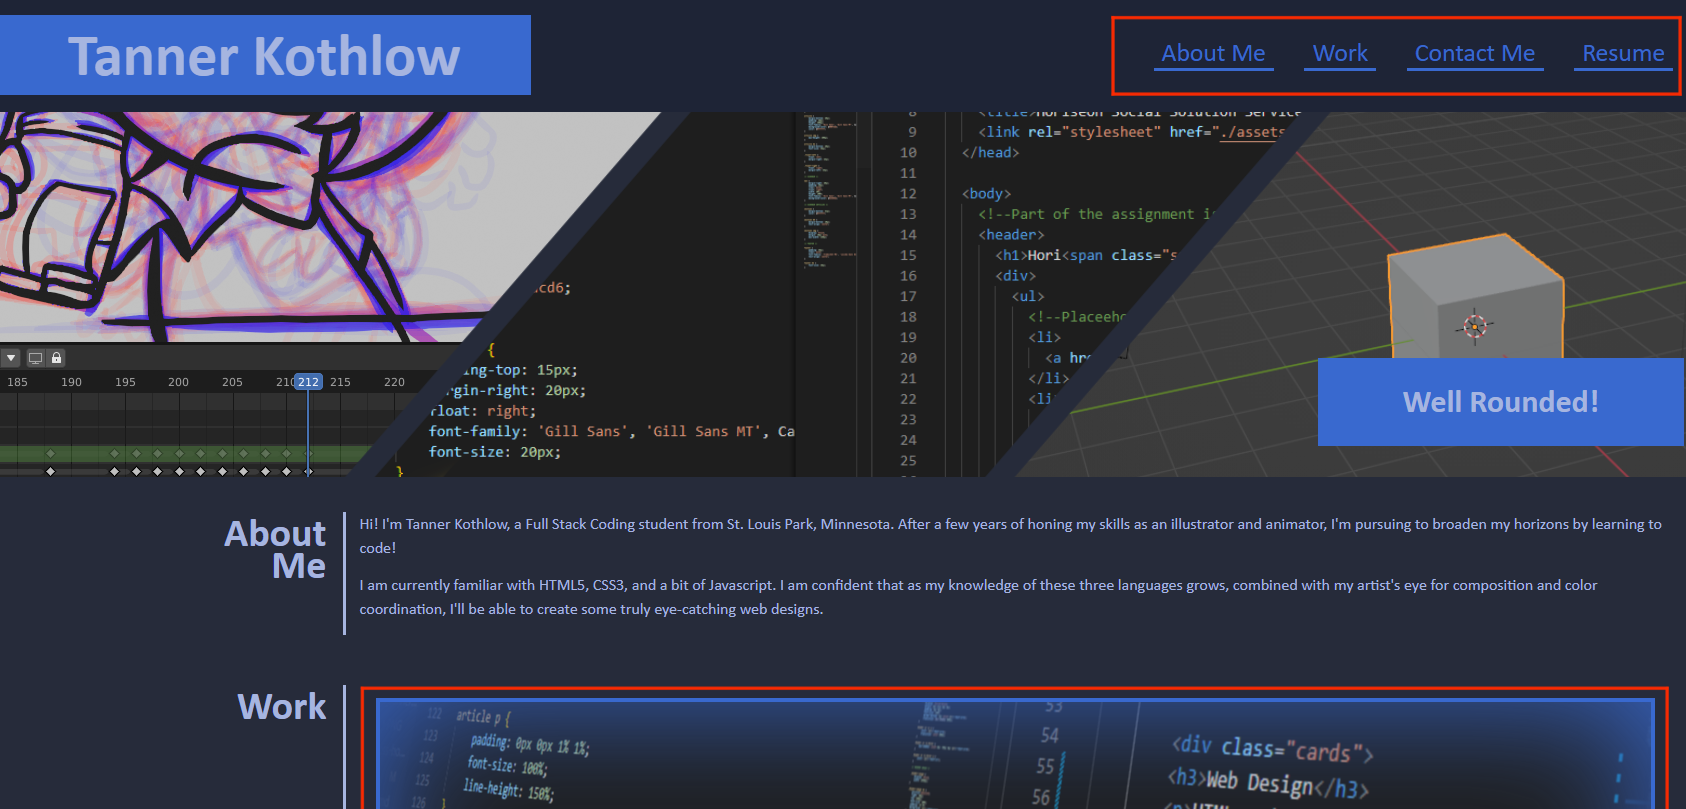 Tanner Kothlow
About Me Work Contact Me Resume
8 <title>Horiseon Social Solution Service
9 <link rel="stylesheet" href="./assets
10 </head>
11
12 <body>
13 <!--Part of the assignment
14 <header>
15 <h1>Hori<span class="s
16 <div>
17 <ul>
18 <!--Placeeho
19 <li>
20 <a hr
21 </li>
22 <li
23
24
25
cd6;
{
ing-top: 15px;
rgin-right: 20px;
float: right;
font-family: 'Gill Sans', 'Gill Sans MT', Ca
font-size: 20px;
}
185 190 195 200 205 210 212 215 220
Well Rounded!
About
Me
Hi! I'm Tanner Kothlow, a Full Stack Coding student from St. Louis Park, Minnesota. After a few years of honing my skills as an illustrator and animator, I'm pursuing to broaden my horizons by learning to
code!
I am currently familiar with HTML5, CSS3, and a bit of Javascript. I am confident that as my knowledge of these three languages grows, combined with my artist's eye for composition and color
coordination, I'll be able to create some truly eye-catching web designs.
Work
122 article p {
123 padding: 0px 0px 1% 1%;
124 font-size: 100%;
125 line-height: 150%;
126 }
53
54
55
56
<div class="cards">
<h3>Web Design</h3>